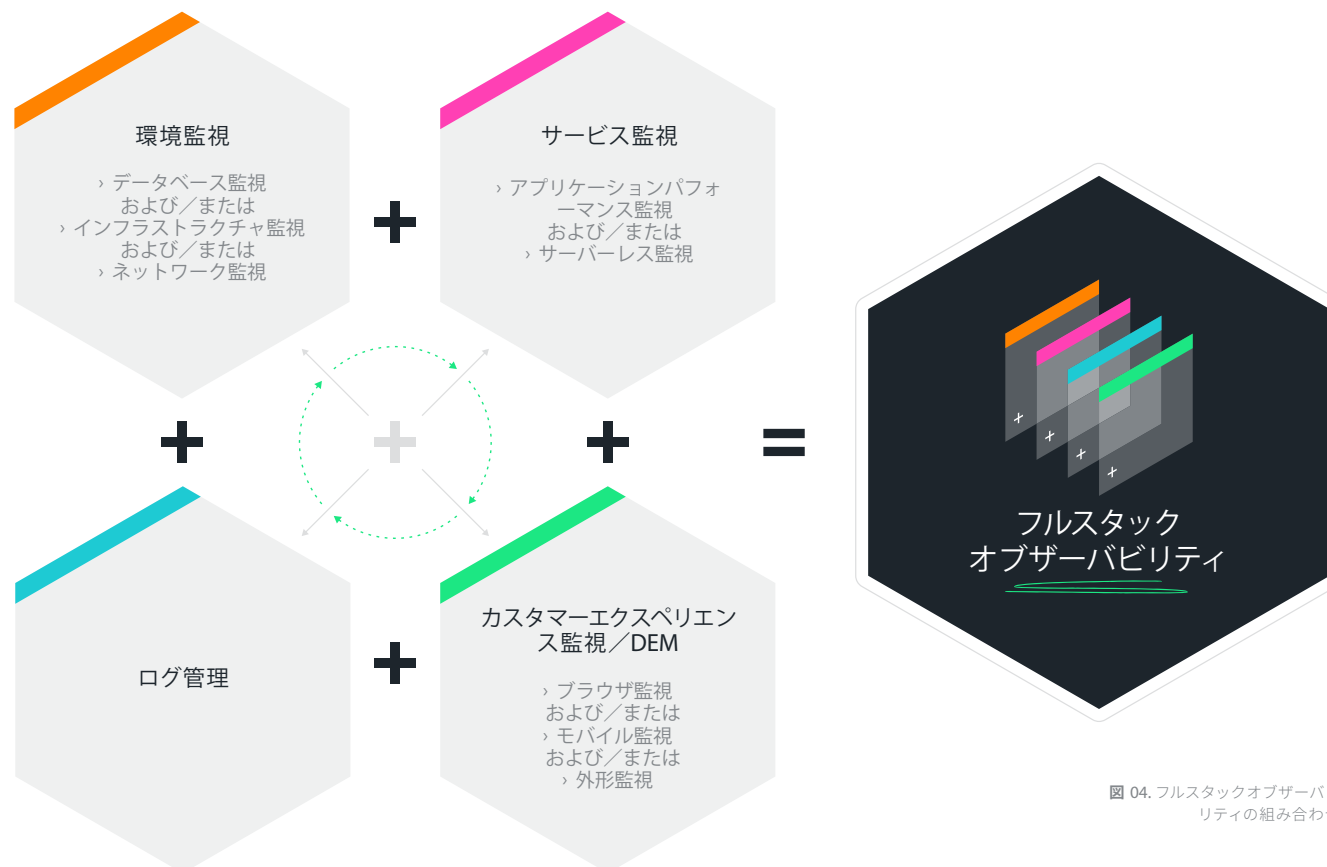 環境監視
› データベース監視
および／または
› インフラストラクチャ監視
および／または
› ネットワーク監視
サービス監視
› アプリケーションパフォ
ーマンス監視
および／または
› サーバーレス監視
ログ管理
カスタマーエクスペリエン
ス監視／DEM
› ブラウザ監視
および／または
› モバイル監視
および／または
› 外形監視
フルスタック
オブザーバビリティ
図 04. フルスタックオブザーバ
リティの組み合わ